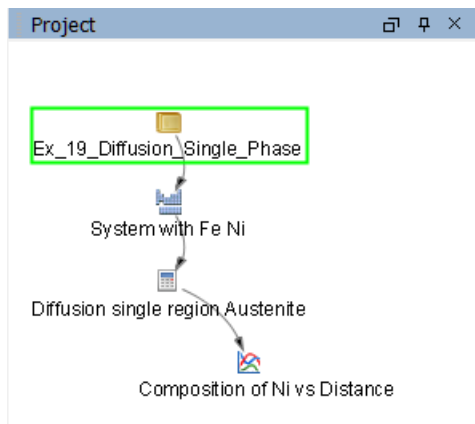 Project
Ex_19_Diffusion_Single_Phase
System with Fe Ni
Diffusion single region Austenite
Composition of Ni vs Distance